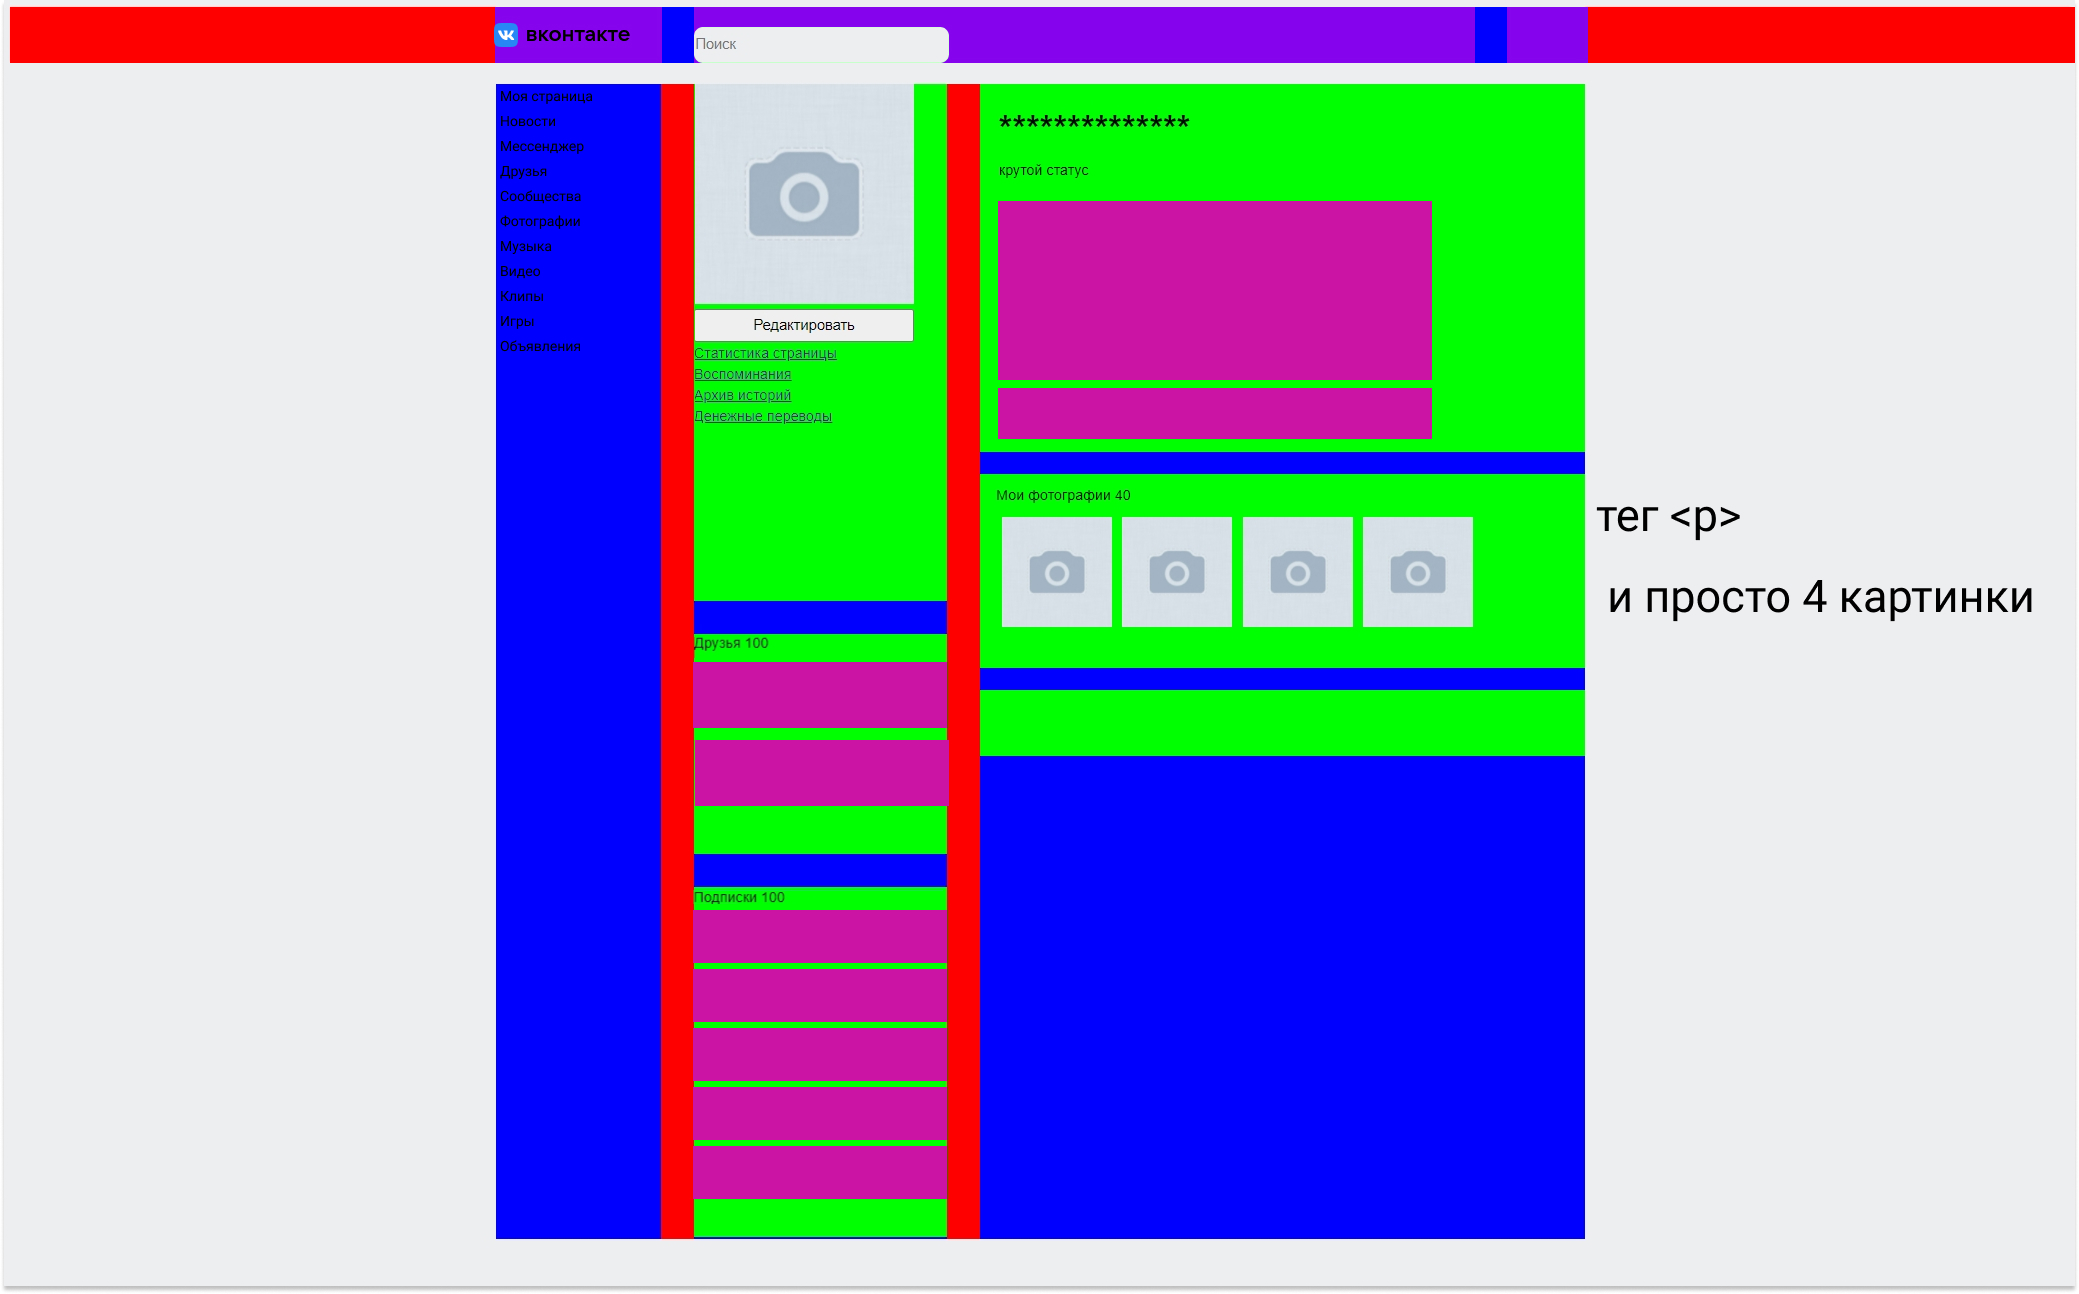 вконтакте
Поиск
Моя страница
Новости
Мессенджер
Друзья
Сообщества
Фотографии
Музыка
Видео
Клипы
Игры
Объявления
Редактировать
Статистика страницы
Воспоминания
Архив историй
Денежные переводы
Друзья 100
Подписки 100
**************
крутой статус
Мои фотографии 40
тег <p>
и просто 4 картинки